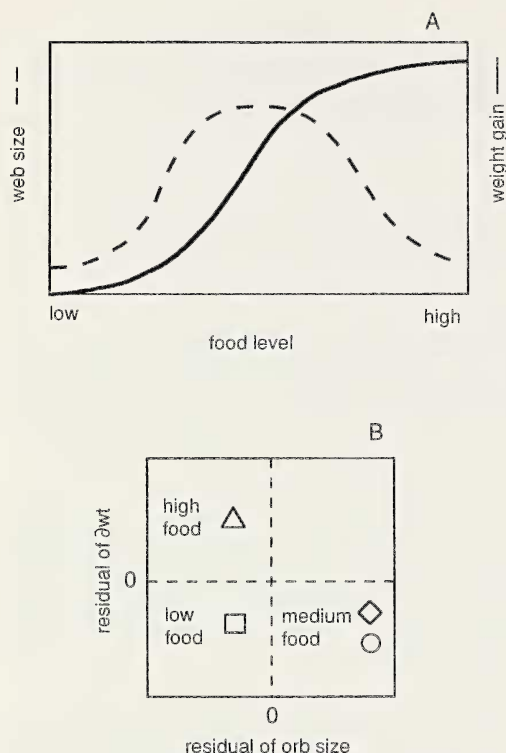 A
web size — —
weight gain ——
low
high
food level
B
high
food
residual of ∂wt
0
low
food
medium
food
0
residual of orb size